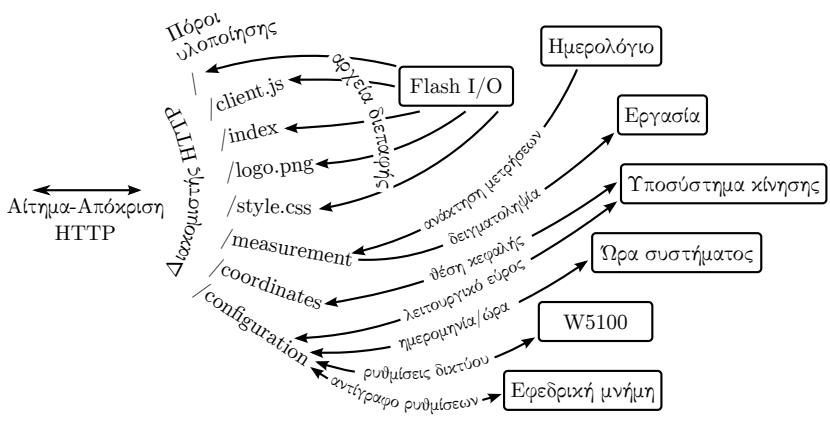 Πόροι
υλοποίησης
/
/client.js
/index
/logo.png
/style.css
/measurement
/coordinates
/configuration
Διακομιστής HTTP
Αίτημα-Απόκριση
HTTP
αρχεία διεπαφής
Flash I/O
Ημερολόγιο
Εργασία
Υποσύστημα κίνησης
Ώρα συστήματος
W5100
Εφεδρική μνήμη
ανάκτηση μετρήσεων
δειγματοληψία
θέση κεφαλής
λειτουργικό εύρος
ημερομηνία/ώρα
ρυθμίσεις δικτύου
αντίγραφο ρυθμίσεων